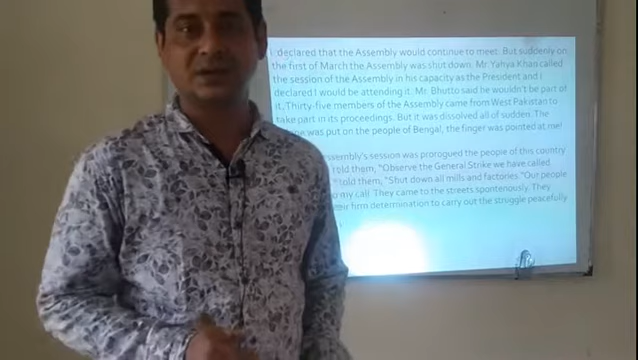 I declared that the Assembly would continue to meet. But suddenly on
the first of March the Assembly was shut down. Mr. Yahya Khan called
the session of the Assembly in his capacity as the President and I
declared I would be attending it. Mr. Bhutto said he wouldn't be part of
it, Thirty-five members of the Assembly came from West Pakistan to
take part in its proceedings. But it was dissolved all of sudden. The
was put on the people of Bengal, the finger was pointed at me!
ssembly's session was prorogued the people of this country
told them, "Observe the General Strike we have called
told them, "Shut down all mills and factories."Our people
my call. They came to the streets spontenously. They
firm determination to carry out the struggle peacefully